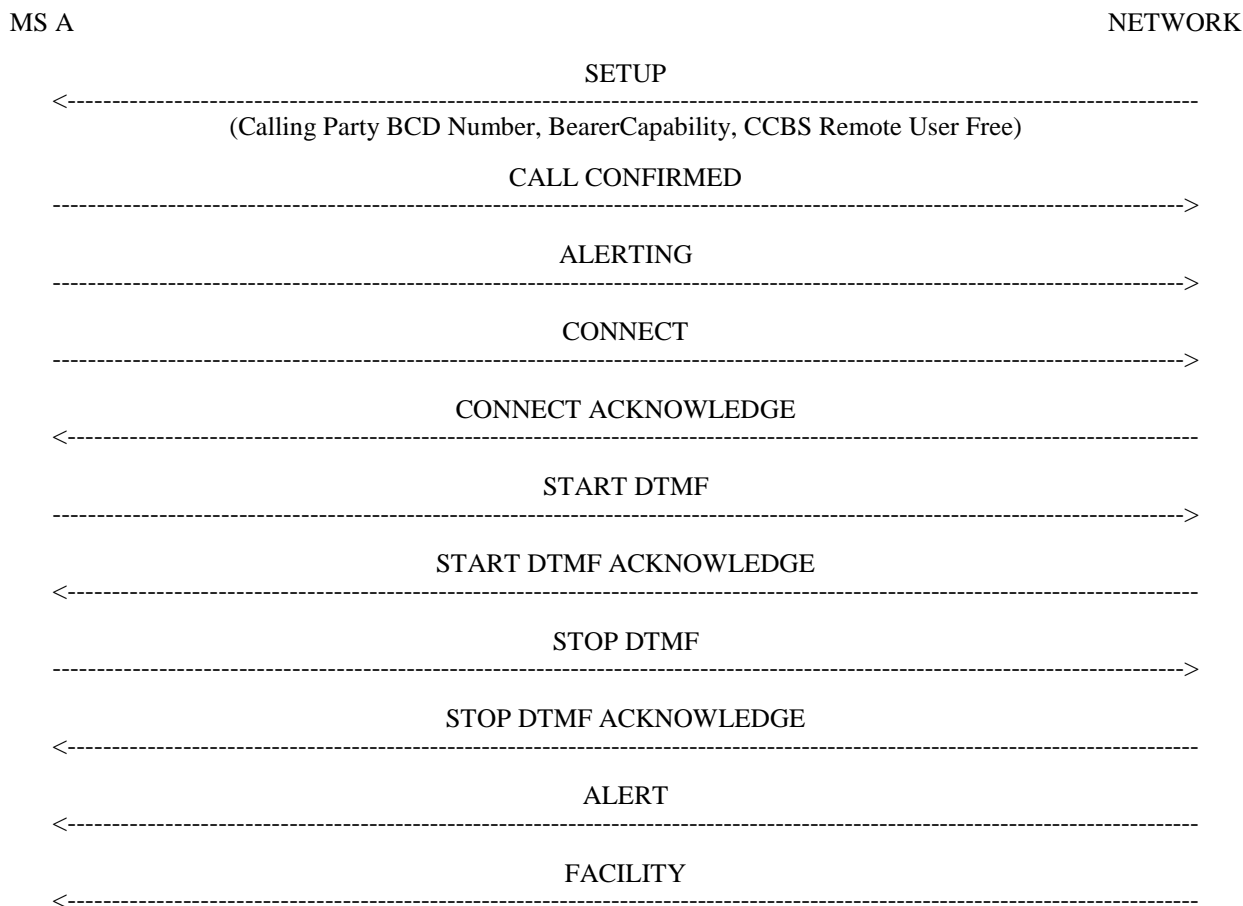 MS A NETWORK
SETUP
<------------------------------------------------------------------------------------------------------------------------
(Calling Party BCD Number, BearerCapability, CCBS Remote User Free)
CALL CONFIRMED
------------------------------------------------------------------------------------------------------------------------>
ALERTING
------------------------------------------------------------------------------------------------------------------------>
CONNECT
------------------------------------------------------------------------------------------------------------------------>
CONNECT ACKNOWLEDGE
<------------------------------------------------------------------------------------------------------------------------
START DTMF
------------------------------------------------------------------------------------------------------------------------>
START DTMF ACKNOWLEDGE
<------------------------------------------------------------------------------------------------------------------------
STOP DTMF
------------------------------------------------------------------------------------------------------------------------>
STOP DTMF ACKNOWLEDGE
<------------------------------------------------------------------------------------------------------------------------
ALERT
<------------------------------------------------------------------------------------------------------------------------
FACILITY
<------------------------------------------------------------------------------------------------------------------------